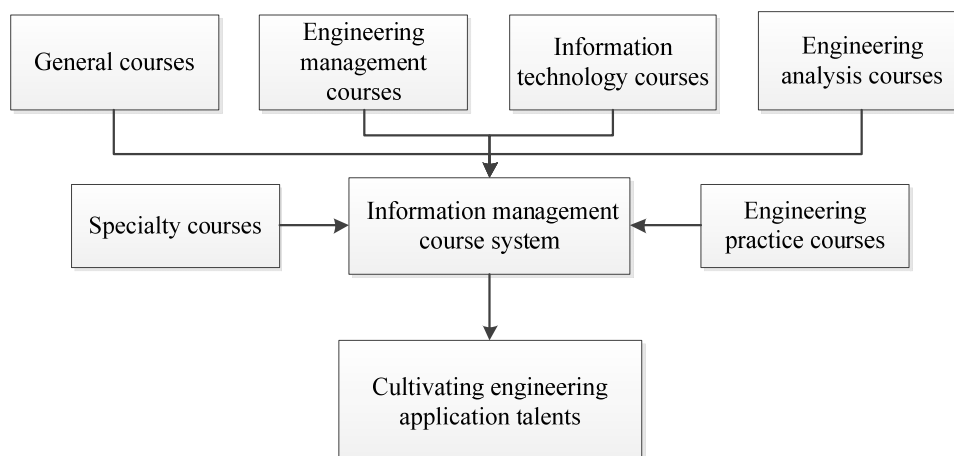 General courses
Engineering
management
courses
Information
technology courses
Engineering
analysis courses
Specialty courses
Information management
course system
Engineering
practice courses
Cultivating engineering
application talents